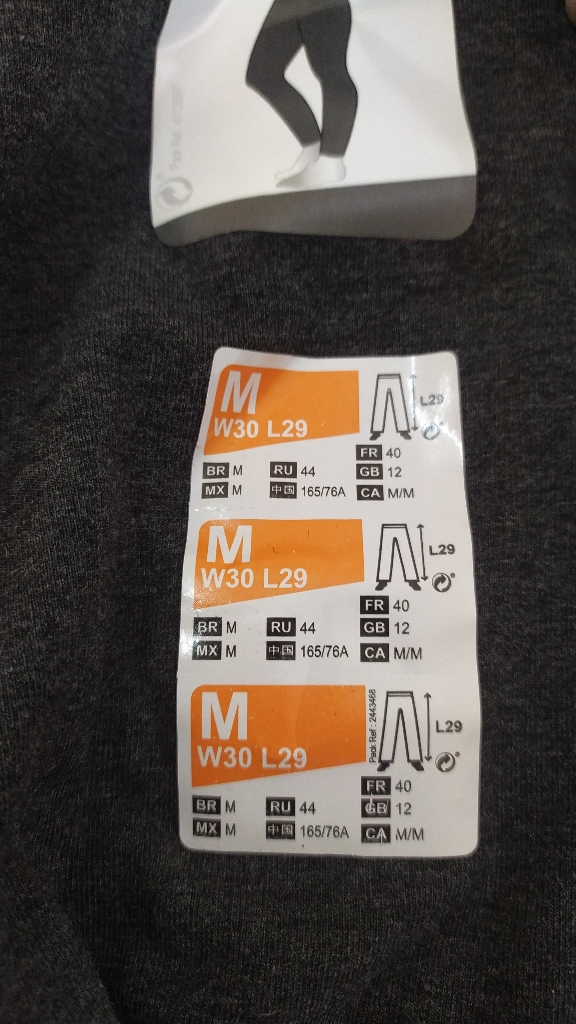 M
W30 L29
L29
FR 40
BR M RU 44 GB 12
MX M 中国 165/76A CA M/M
M
W30 L29
L29
FR 40
BR M RU 44 GB 12
MX M 中国 165/76A CA M/M
M
W30 L29
Pack Ref : 2443468
L29
FR 40
BR M RU 44 GB 12
MX M 中国 165/76A CA M/M